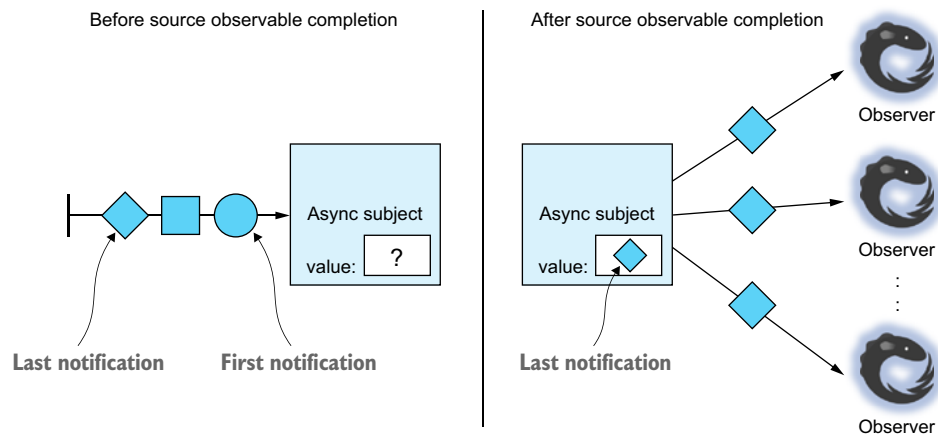 Before source observable completion
Async subject
value: ?
Last notification
First notification
After source observable completion
Observer
Async subject
value:
Last notification
Observer
Observer